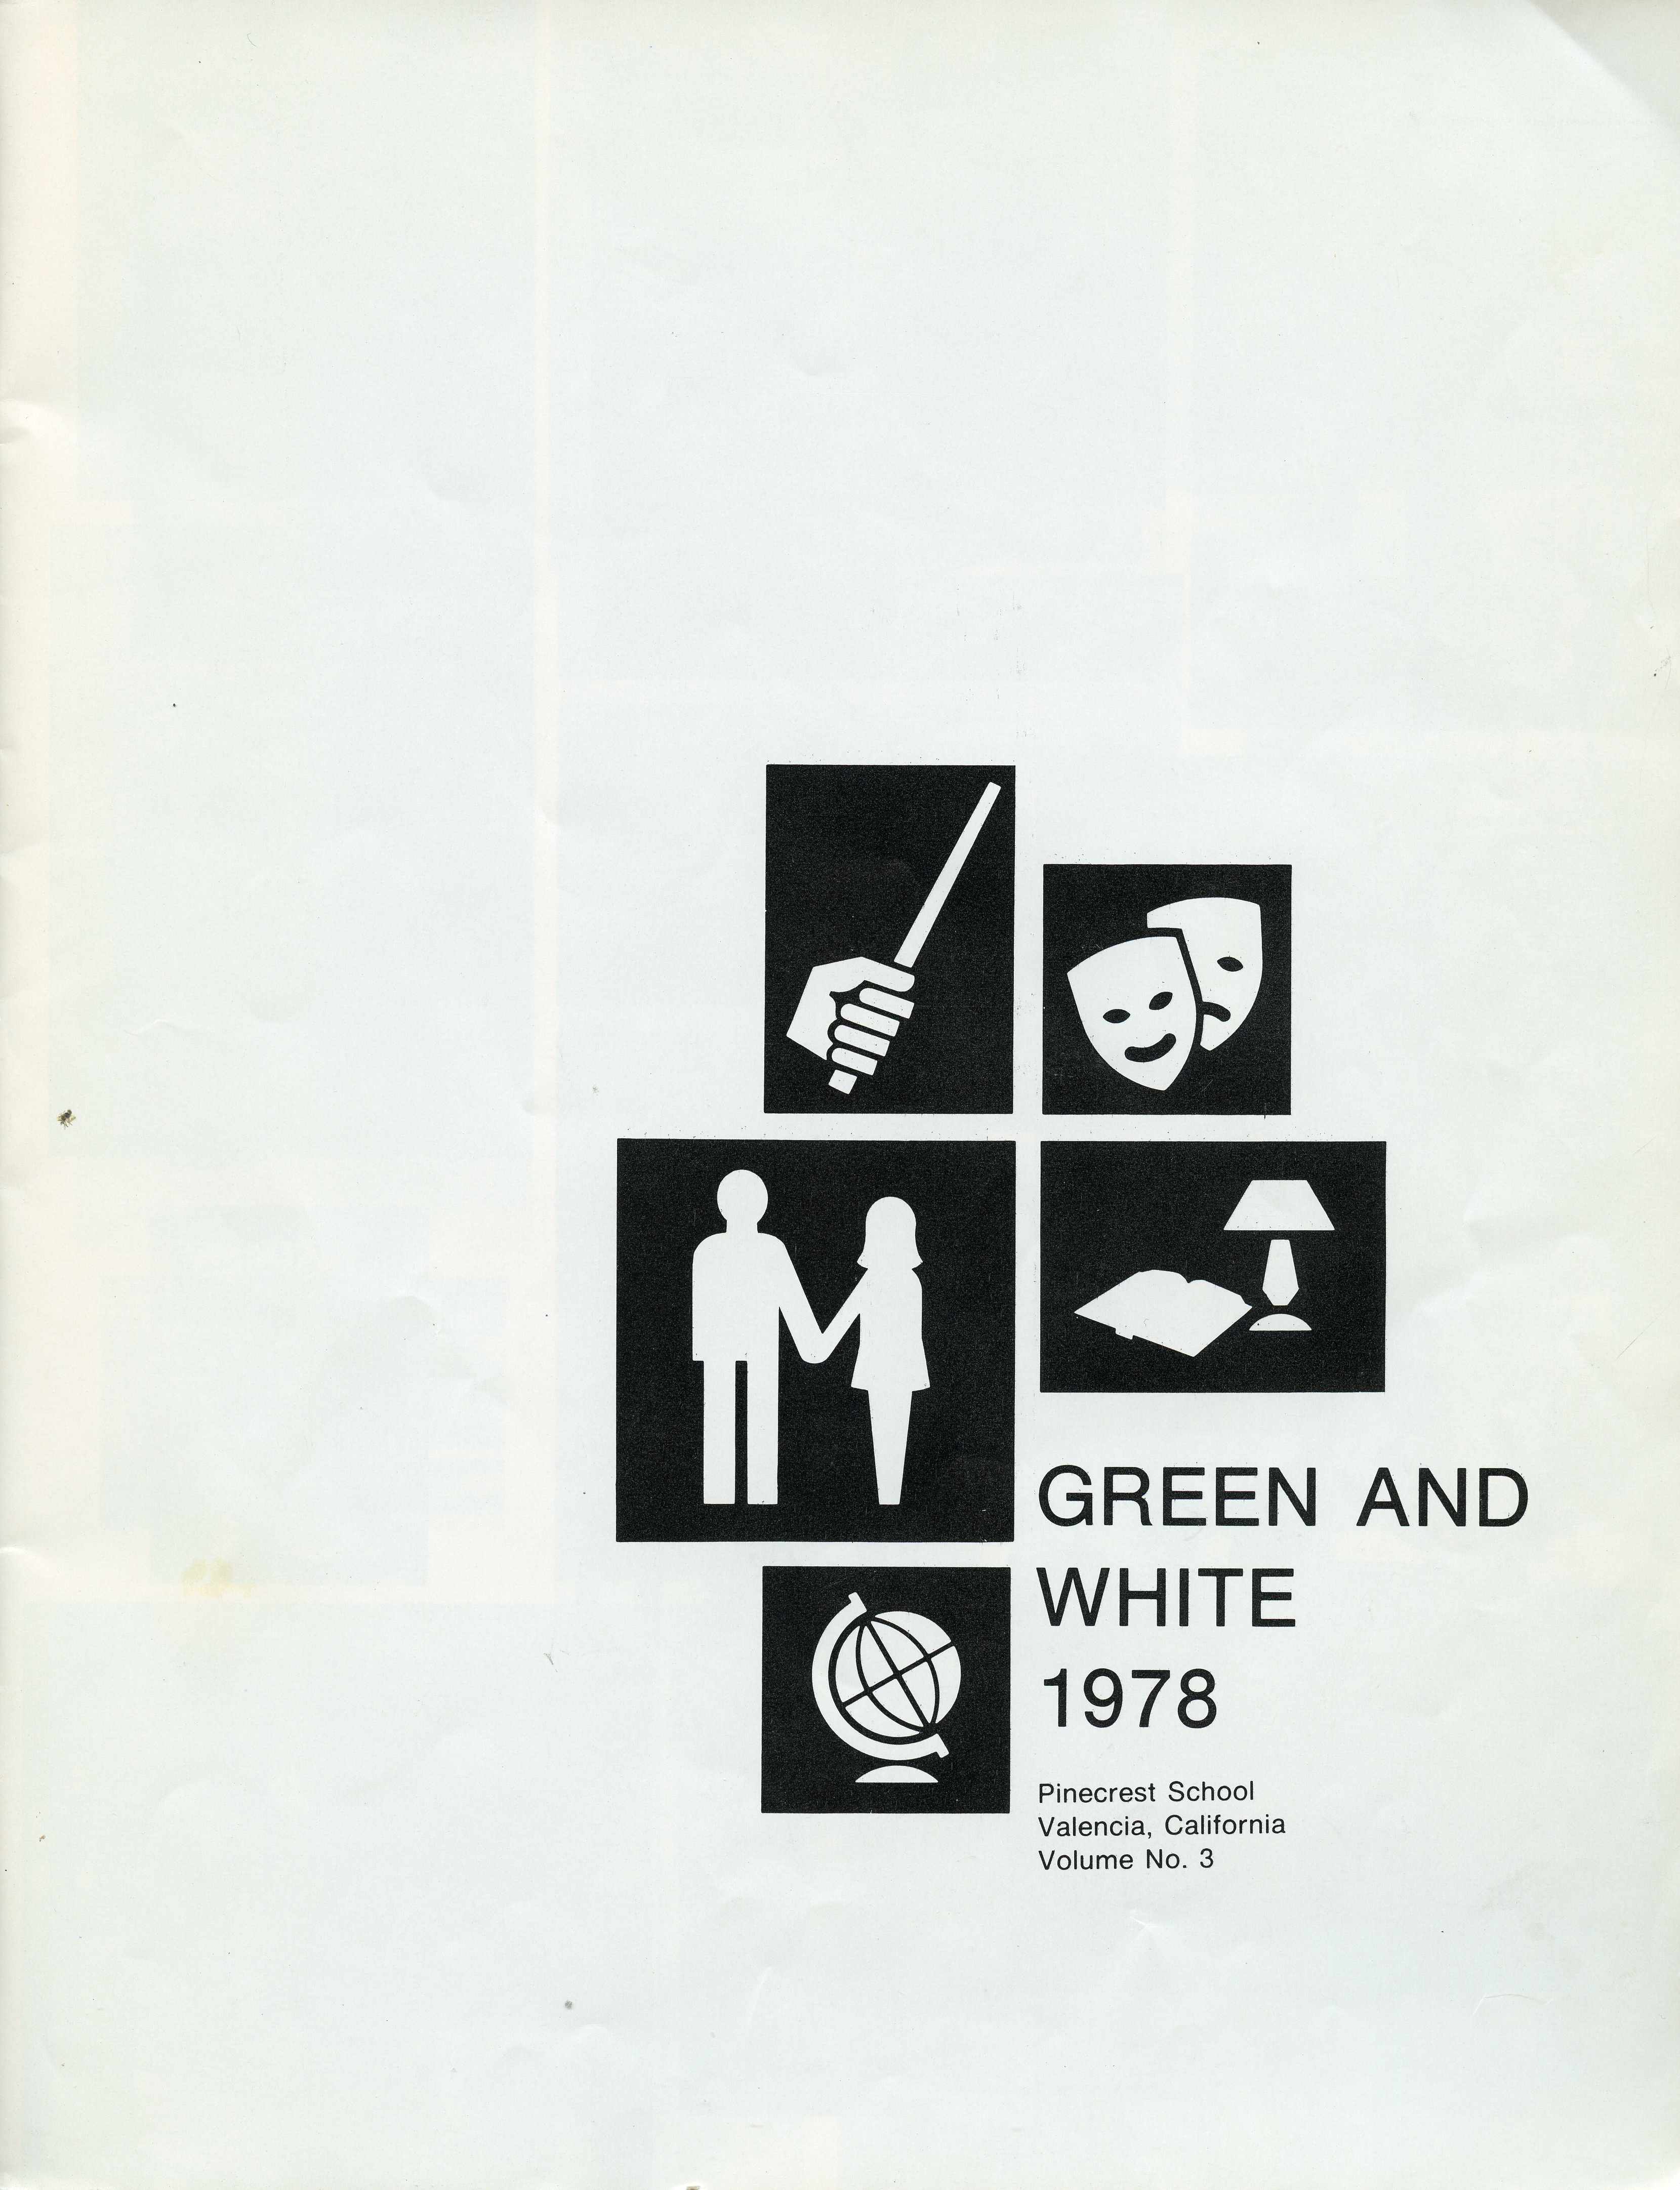 GREEN AND
WHITE
1978
Pinecrest School
Valencia, California
Volume No. 3